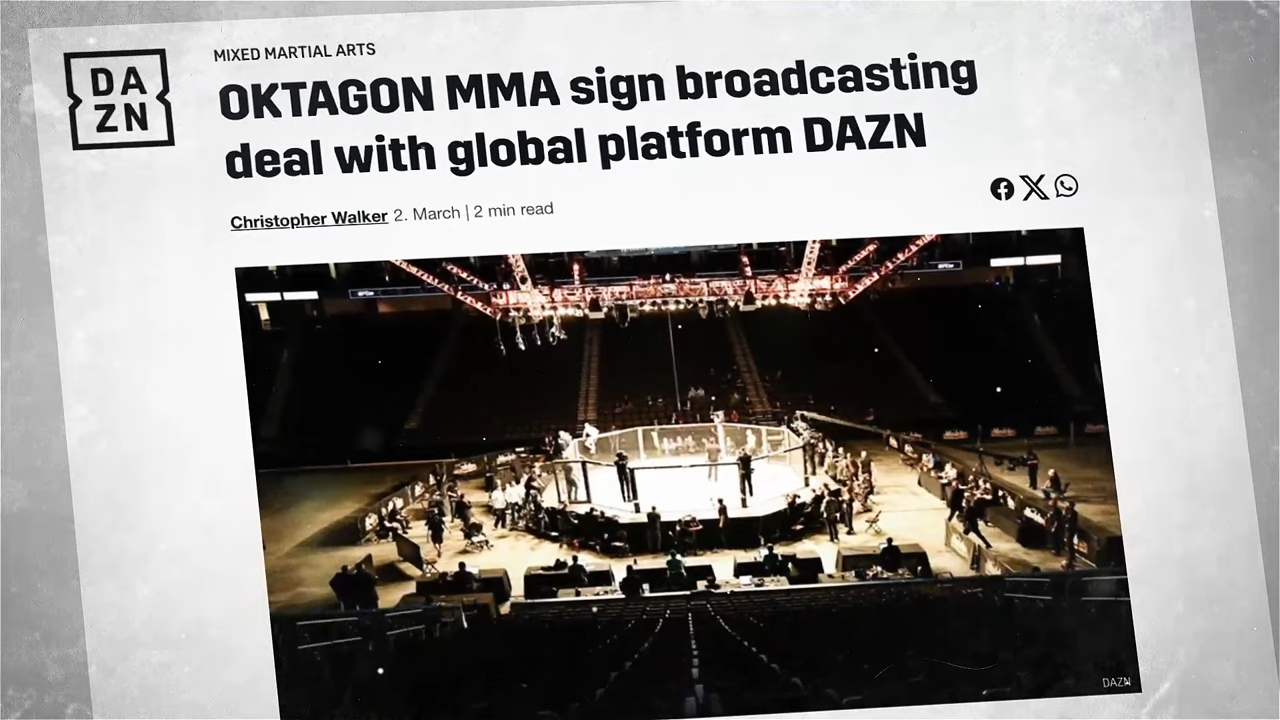 DA
ZN
MIXED MARTIAL ARTS
OKTAGON MMA sign broadcasting
deal with global platform DAZN
Christopher Walker 2. March | 2 min read
DAZN